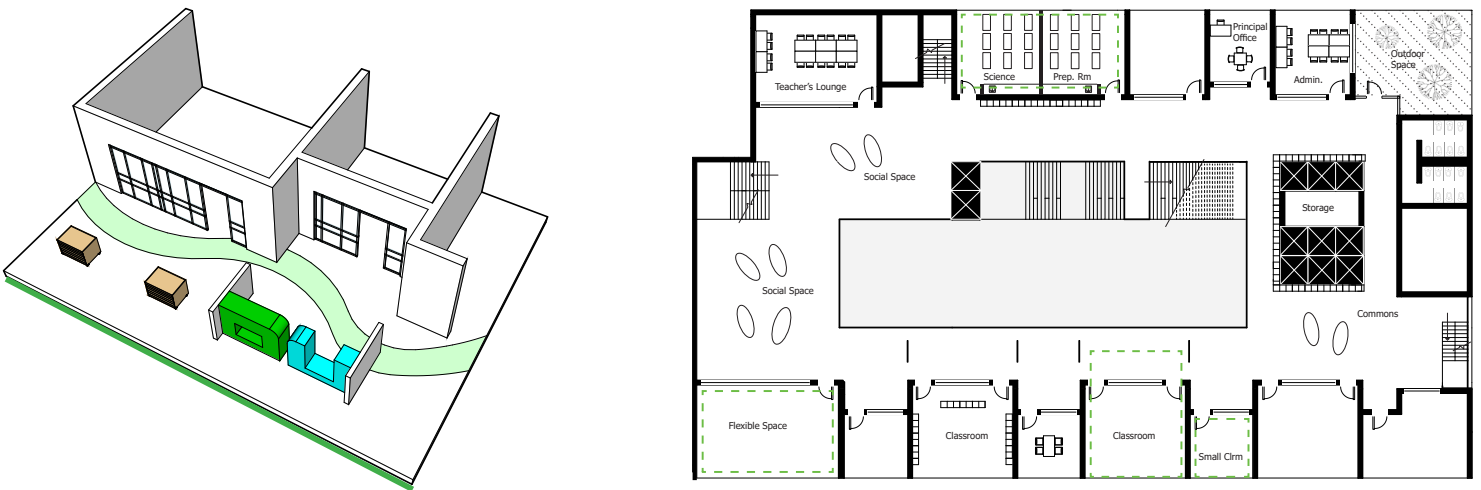 Principal
Office
Outdoor
Space
Science
Prep. Rm
Admin.
Teacher's Lounge
Social Space
Storage
Social Space
Commons
Flexible Space
Classroom
Classroom
Small Clrm